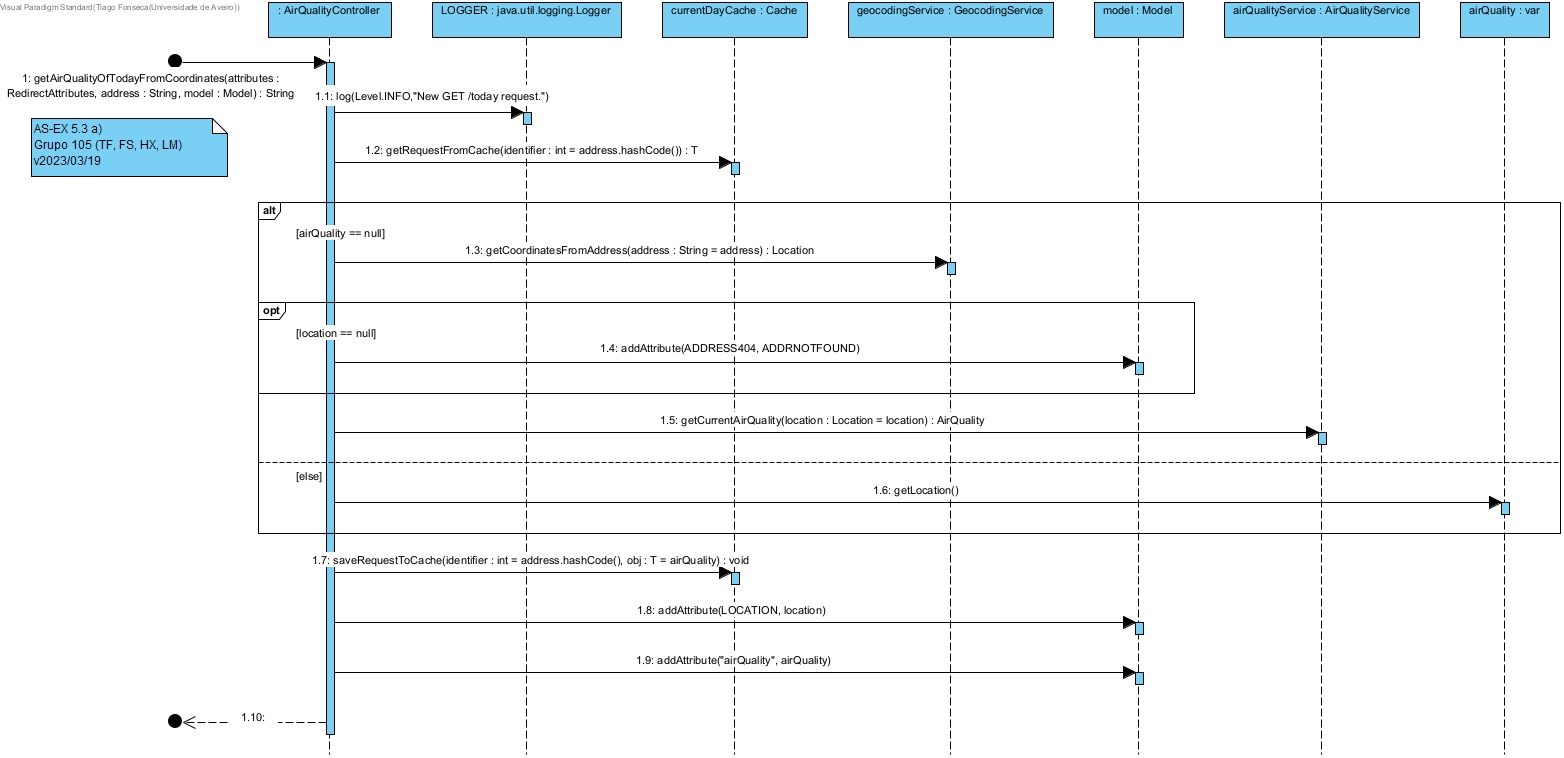 Visual Paradigm Standard(Tiago Fonseca(Universidade de Aveiro))
: AirQualityController
LOGGER : java.util.logging.Logger
currentDayCache : Cache
geocodingService : GeocodingService
model : Model
airQualityService : AirQualityService
airQuality : var
1: getAirQualityOfTodayFromCoordinates(attributes :
RedirectAttributes, address : String, model : Model) : String
1.1: log(Level.INFO,"New GET /today request.")
AS-EX 5.3 a)
Grupo 105 (TF, FS, HX, LM)
v2023/03/19
1.2: getRequestFromCache(identifier : int = address.hashCode()) : T
alt
[airQuality == null]
1.3: getCoordinatesFromAddress(address : String = address) : Location
opt
[location == null]
1.4: addAttribute(ADDRESS404, ADDRNOTFOUND)
1.5: getCurrentAirQuality(location : Location = location) : AirQuality
[else]
1.6: getLocation()
1.7: saveRequestToCache(identifier : int = address.hashCode(), obj : T = airQuality) : void
1.8: addAttribute(LOCATION, location)
1.9: addAttribute("airQuality", airQuality)
1.10: